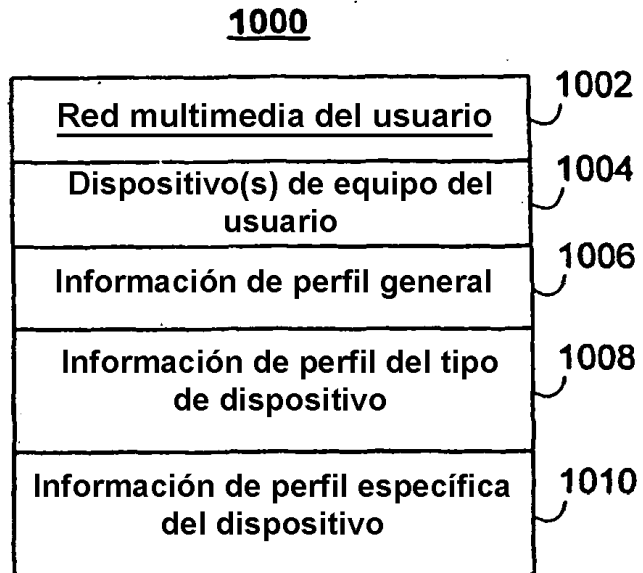 1000
Red multimedia del usuario
1002
Dispositivo(s) de equipo del
usuario
1004
Información de perfil general
1006
Información de perfil del tipo
de dispositivo
1008
Información de perfil específica
del dispositivo
1010